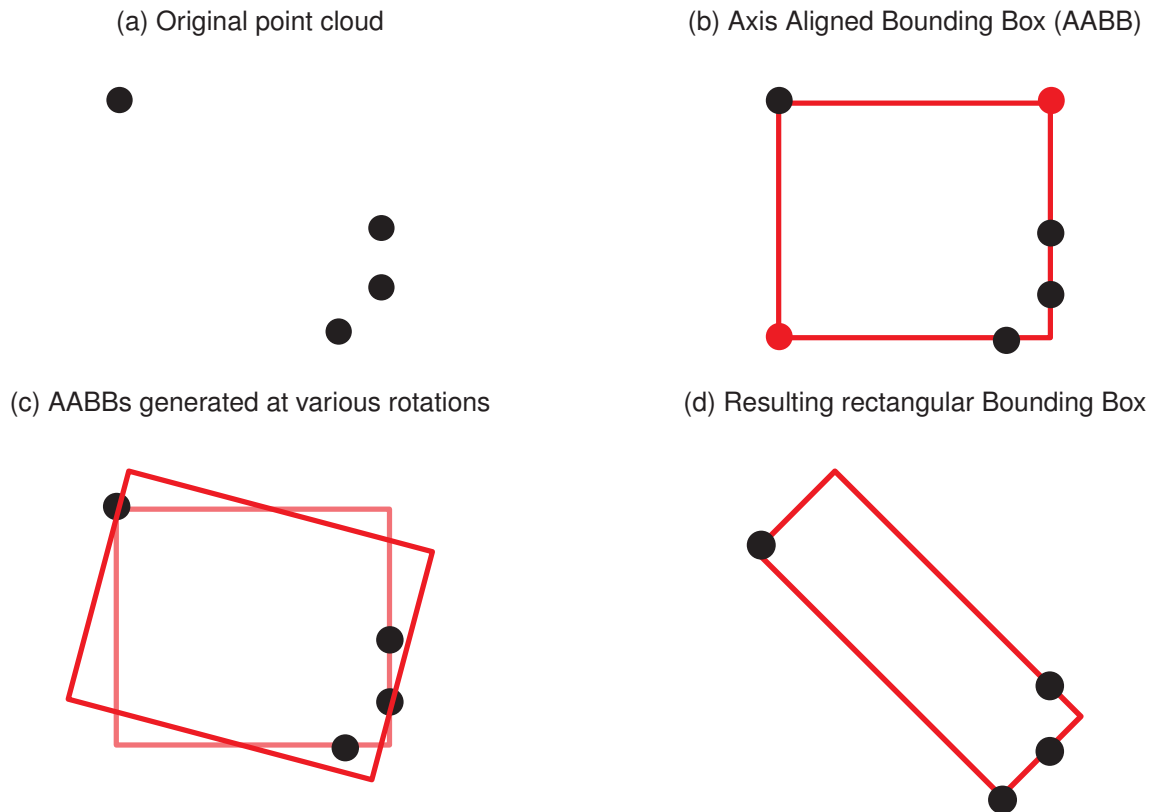 (a) Original point cloud
(b) Axis Aligned Bounding Box (AABB)
(c) AABBs generated at various rotations
(d) Resulting rectangular Bounding Box